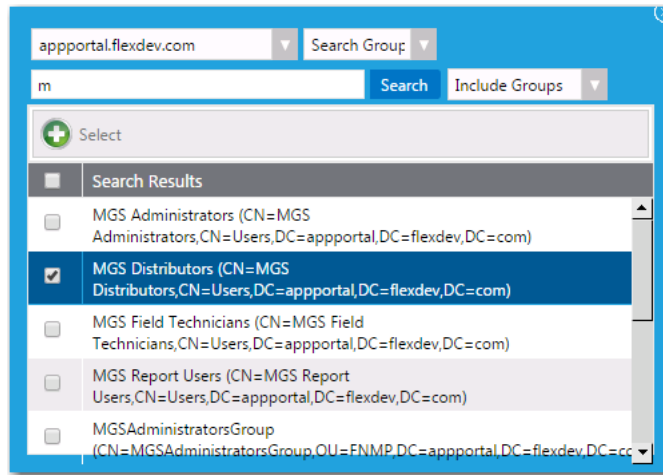 appportal.flexdev.com Search Group
m Search Include Groups
Select
Search Results
MGS Administrators (CN=MGS
Administrators,CN=Users,DC=appportal,DC=flexdev,DC=com)
MGS Distributors (CN=MGS
Distributors,CN=Users,DC=appportal,DC=flexdev,DC=com)
MGS Field Technicians (CN=MGS Field
Technicians,CN=Users,DC=appportal,DC=flexdev,DC=com)
MGS Report Users (CN=MGS Report
Users,CN=Users,DC=appportal,DC=flexdev,DC=com)
MGSAdministratorsGroup
(CN=MGSAdministratorsGroup,OU=FNMP,DC=appportal,DC=flexdev,DC=cc